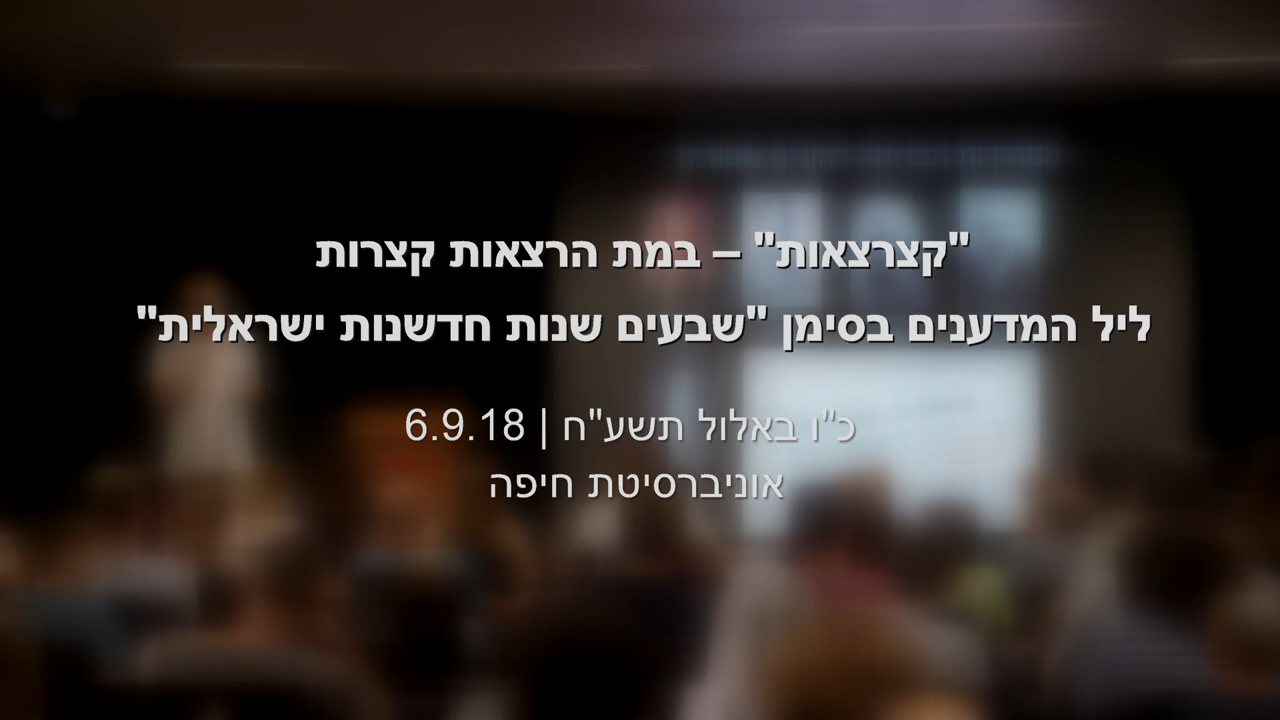 "קצרצאות" – במת הרצאות קצרות
ליל המדענים בסימן "שבעים שנות חדשנות ישראלית"
כ"ו באלול תשע"ח | 6.9.18
אוניברסיטת חיפה